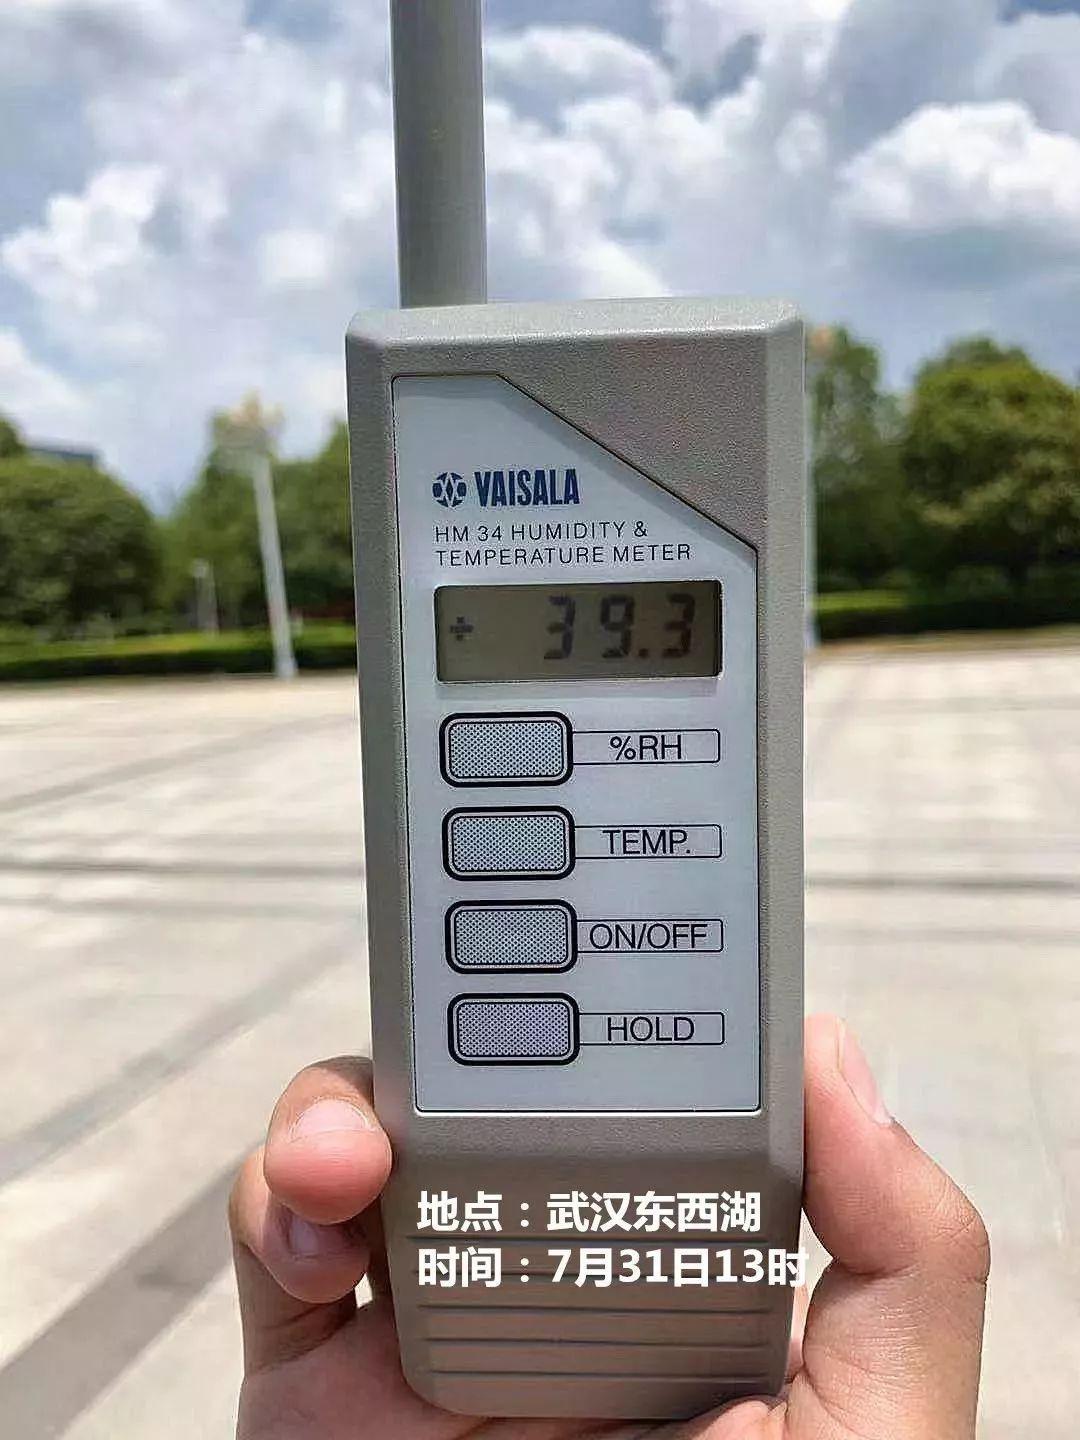 VAISALA
HM 34 HUMIDITY &
TEMPERATURE METER
+ 39.3
%RH
TEMP.
ON/OFF
HOLD
地点：武汉东西湖
时间：7月31日13时